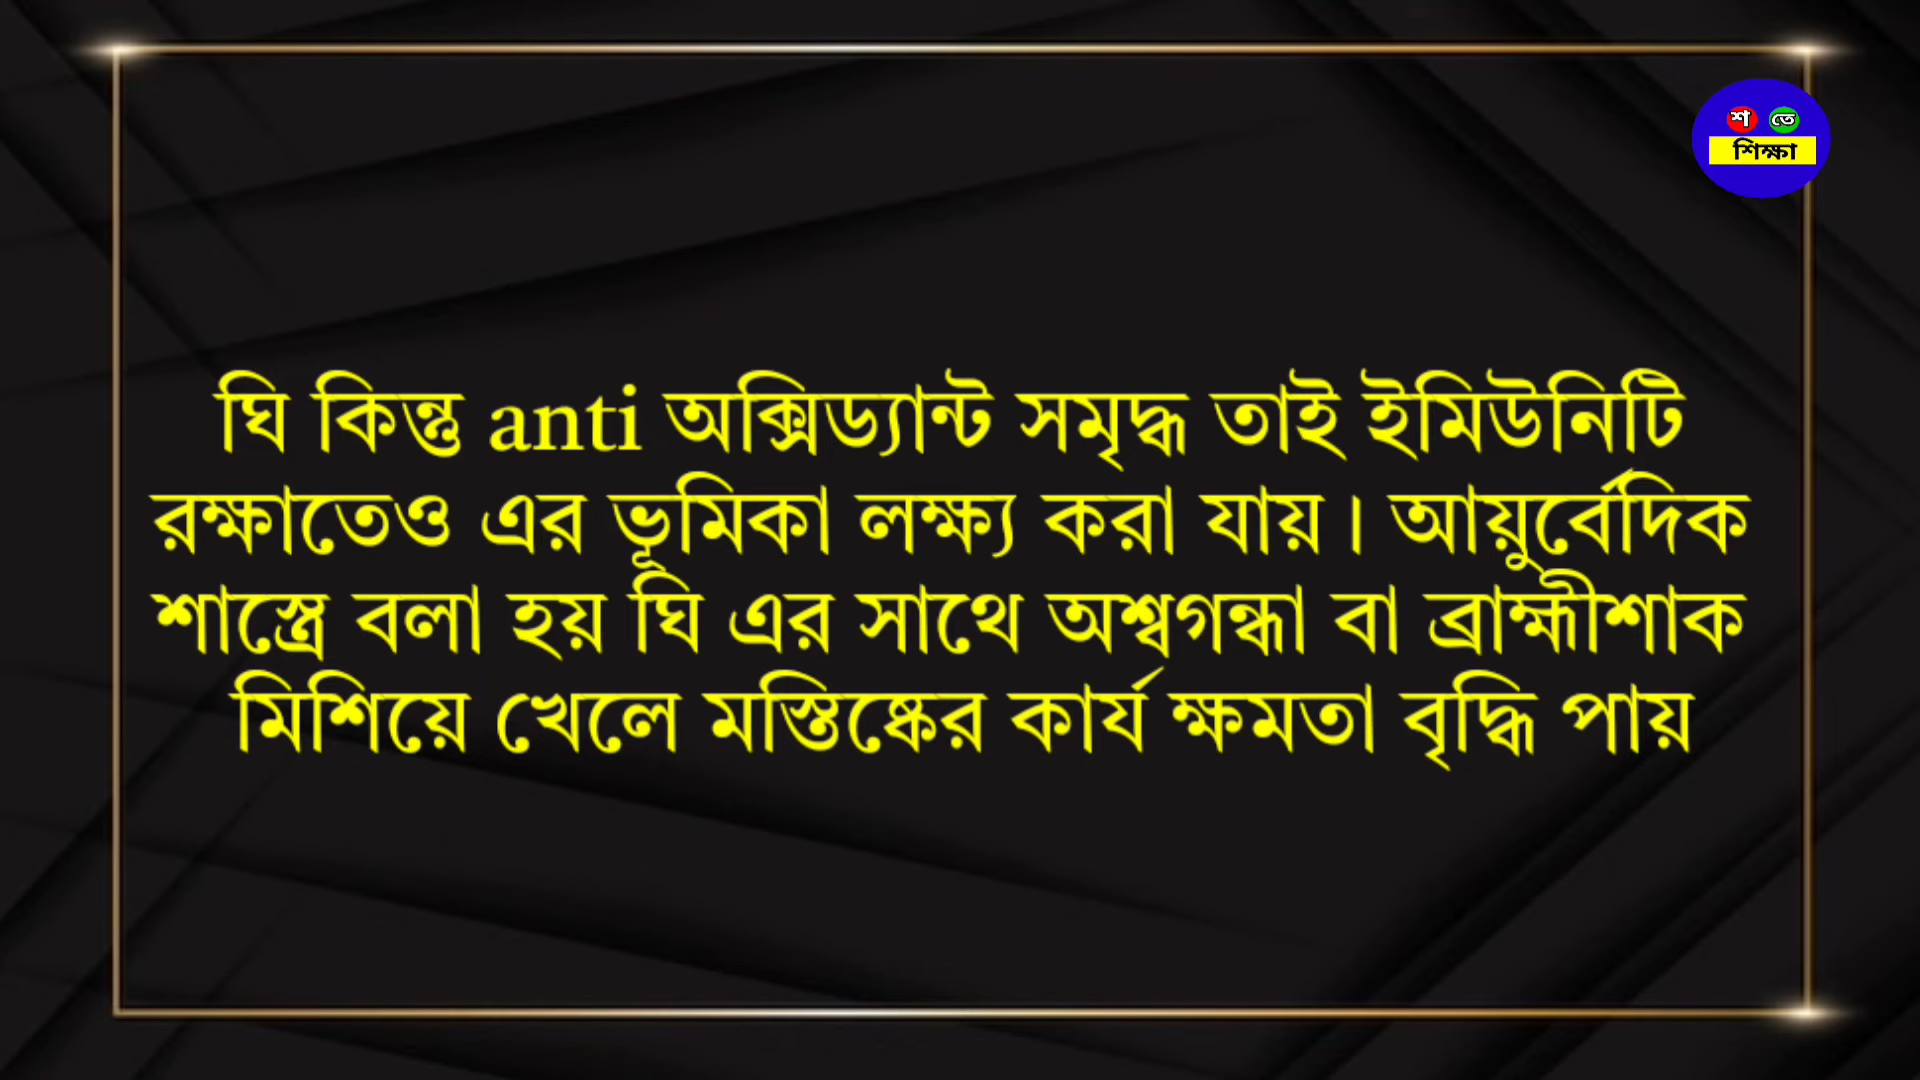 শ তে
শিক্ষা
ঘি কিন্তু anti অক্সিড্যান্ট সমৃদ্ধ তাই ইমিউনিটি
রক্ষাতেও এর ভূমিকা লক্ষ্য করা যায়। আয়ুর্বেদিক
শাস্ত্রে বলা হয় ঘি এর সাথে অশ্বগন্ধা বা ব্রাহ্মীশাক
মিশিয়ে খেলে মস্তিষ্কের কার্য ক্ষমতা বৃদ্ধি পায়